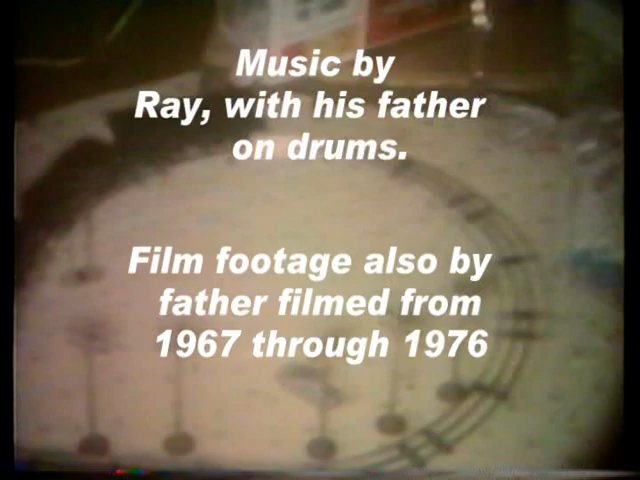 Music by
Ray, with his father
on drums.
Film footage also by
father filmed from
1967 through 1976